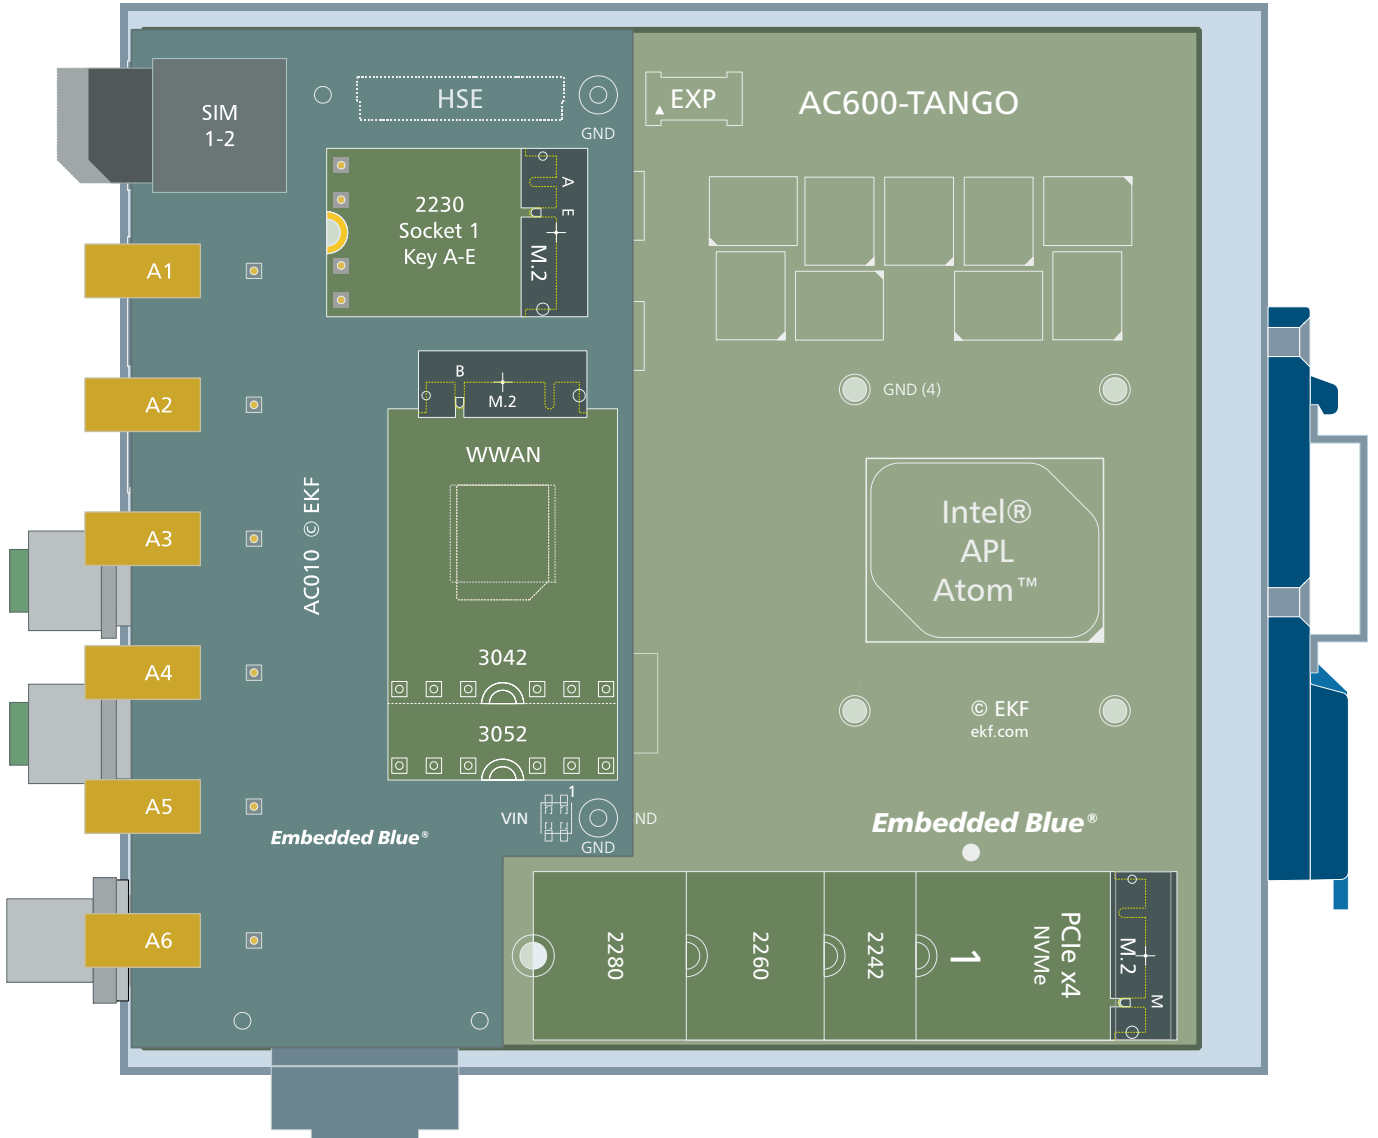 SIM
1-2
HSE
GND
EXP
AC600-TANGO
2230
Socket 1
Key A-E
A
E
M.2
A1
A2
A3
A4
A5
A6
B
M.2
WWAN
3042
3052
AC010 © EKF
GND (4)
Intel®
APL
Atom™
© EKF
ekf.com
VIN
1
GND
ND
Embedded Blue®
Embedded Blue®
2280
2260
2242
1
PCIe x4
NVMe
M.2
M